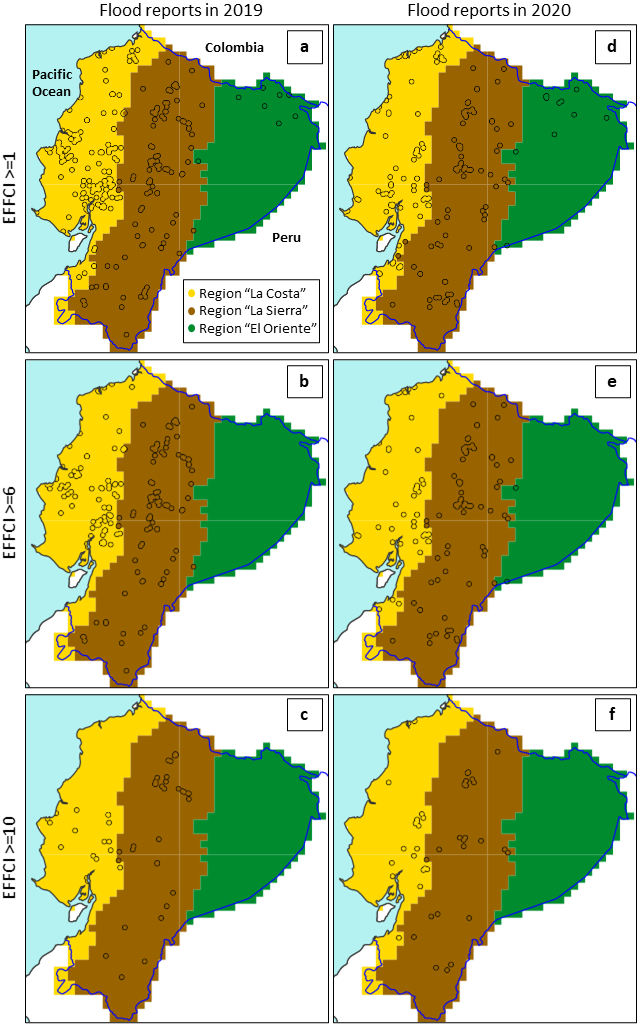 Flood reports in 2019
Flood reports in 2020
EFFCI >=1
Pacific
Ocean
Colombia
a
Peru
Region “La Costa”
Region “La Sierra”
Region “El Oriente”
d
EFFCI >=6
b
e
EFFCI >=10
c
f